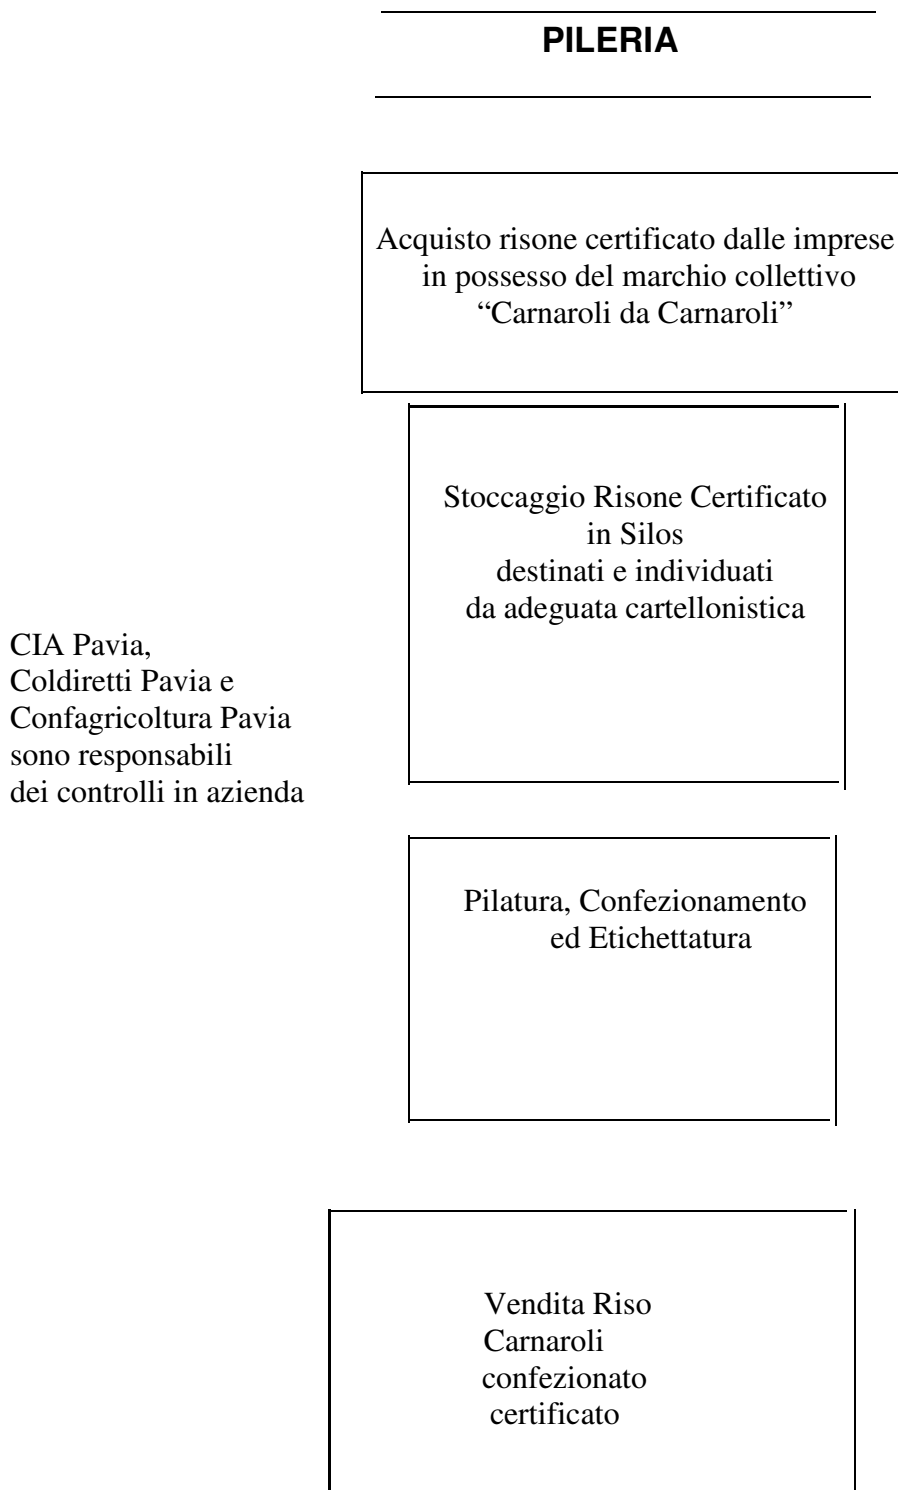 PILERIA
Acquisto risone certificato dalle imprese
in possesso del marchio collettivo
“Carnaroli da Carnaroli”
Stoccaggio Risone Certificato
in Silos
destinati e individuati
da adeguata cartellonistica
CIA Pavia,
Coldiretti Pavia e
Confagricoltura Pavia
sono responsabili
dei controlli in azienda
Pilatura, Confezionamento
ed Etichettatura
Vendita Riso
Carnaroli
confezionato
certificato